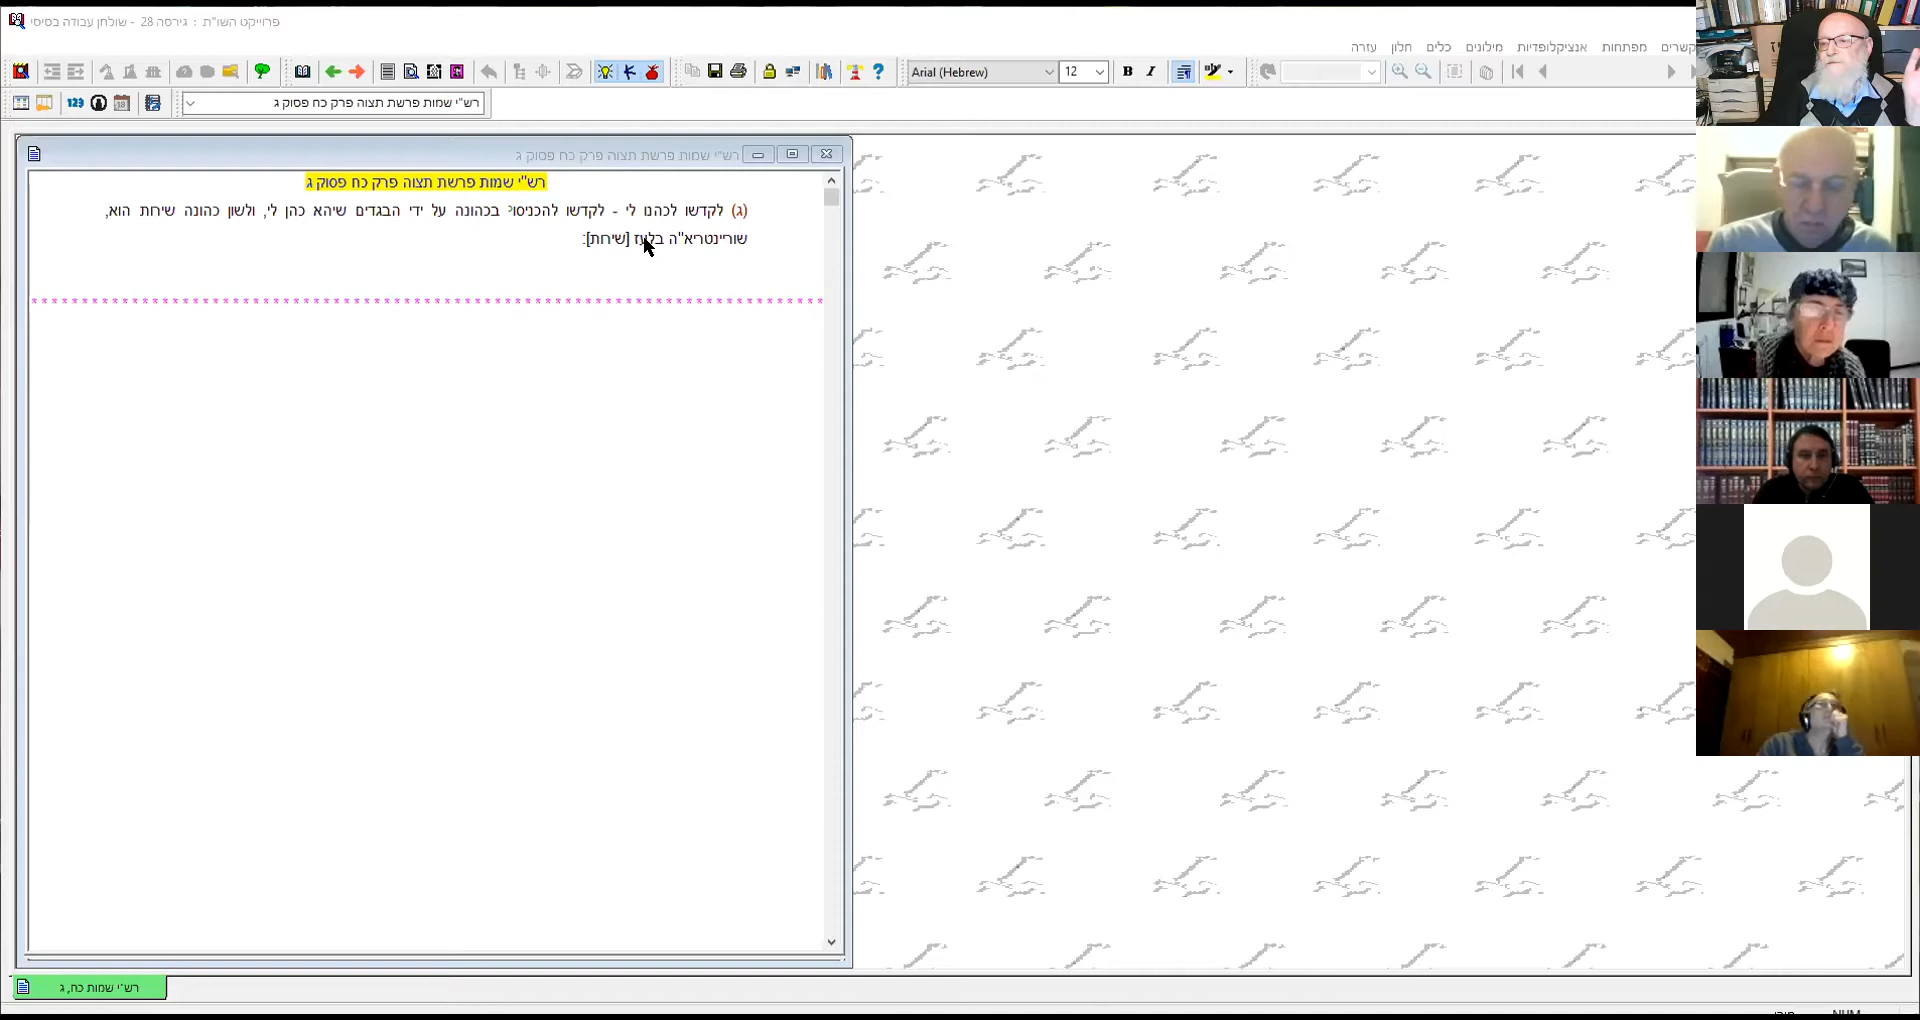 פרוייקט השו"ת : גירסה 28 - שולחן עבודה בסיסי
קשרים מפתחות אנציקלופדיות מילונים כלים חלון עזרה
Arial (Hebrew) 12 B I
123 18 רש"י שמות פרשת תצוה פרק כח פסוק ג
רש"י שמות פרשת תצוה פרק כח פסוק ג
רש"י שמות פרשת תצוה פרק כח פסוק ג
(ג) לקדשו לכהנו לי - לקדשו להכניסו בכהונה על ידי הבגדים שיהא כהן לי, ולשון כהונה שירות הוא,
שוריינטריא"ה בלעז [שירות]:
רש"י שמות כח, ג